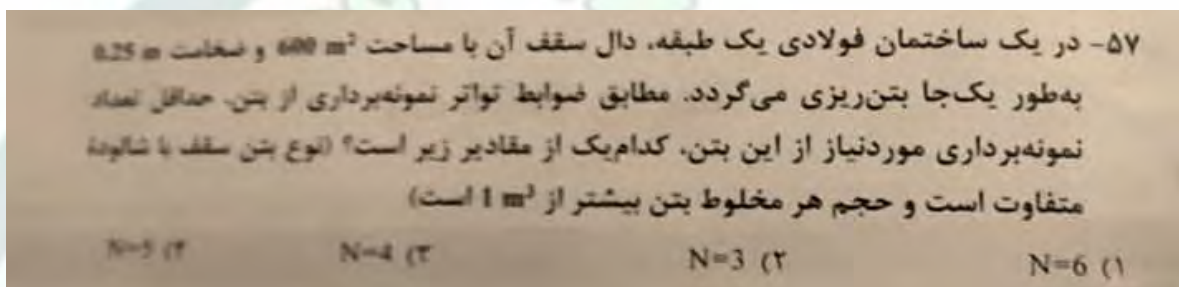 ۵۷- در یک ساختمان فولادی یک طبقه، دال سقف آن با مساحت 600 m² و ضخامت 0.25 m
به‌طور یک‌جا بتن‌ریزی می‌گردد. مطابق ضوابط تواتر نمونه‌برداری از بتن، حداقل تعداد
نمونه‌برداری موردنیاز از این بتن، کدام‌یک از مقادیر زیر است؟ (نوع بتن سقف با شالوده
متفاوت است و حجم هر مخلوط بتن بیشتر از 1 m³ است)
۱) N=6 ۲) N=3 ۳) N=4 ۴) N=5